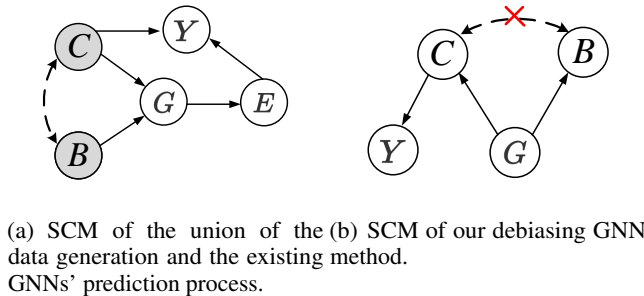 C
Y
G
E
B
C
B
Y
G
(a) SCM of the union of the
data generation and the existing
GNNs' prediction process.
(b) SCM of our debiasing GNN
method.